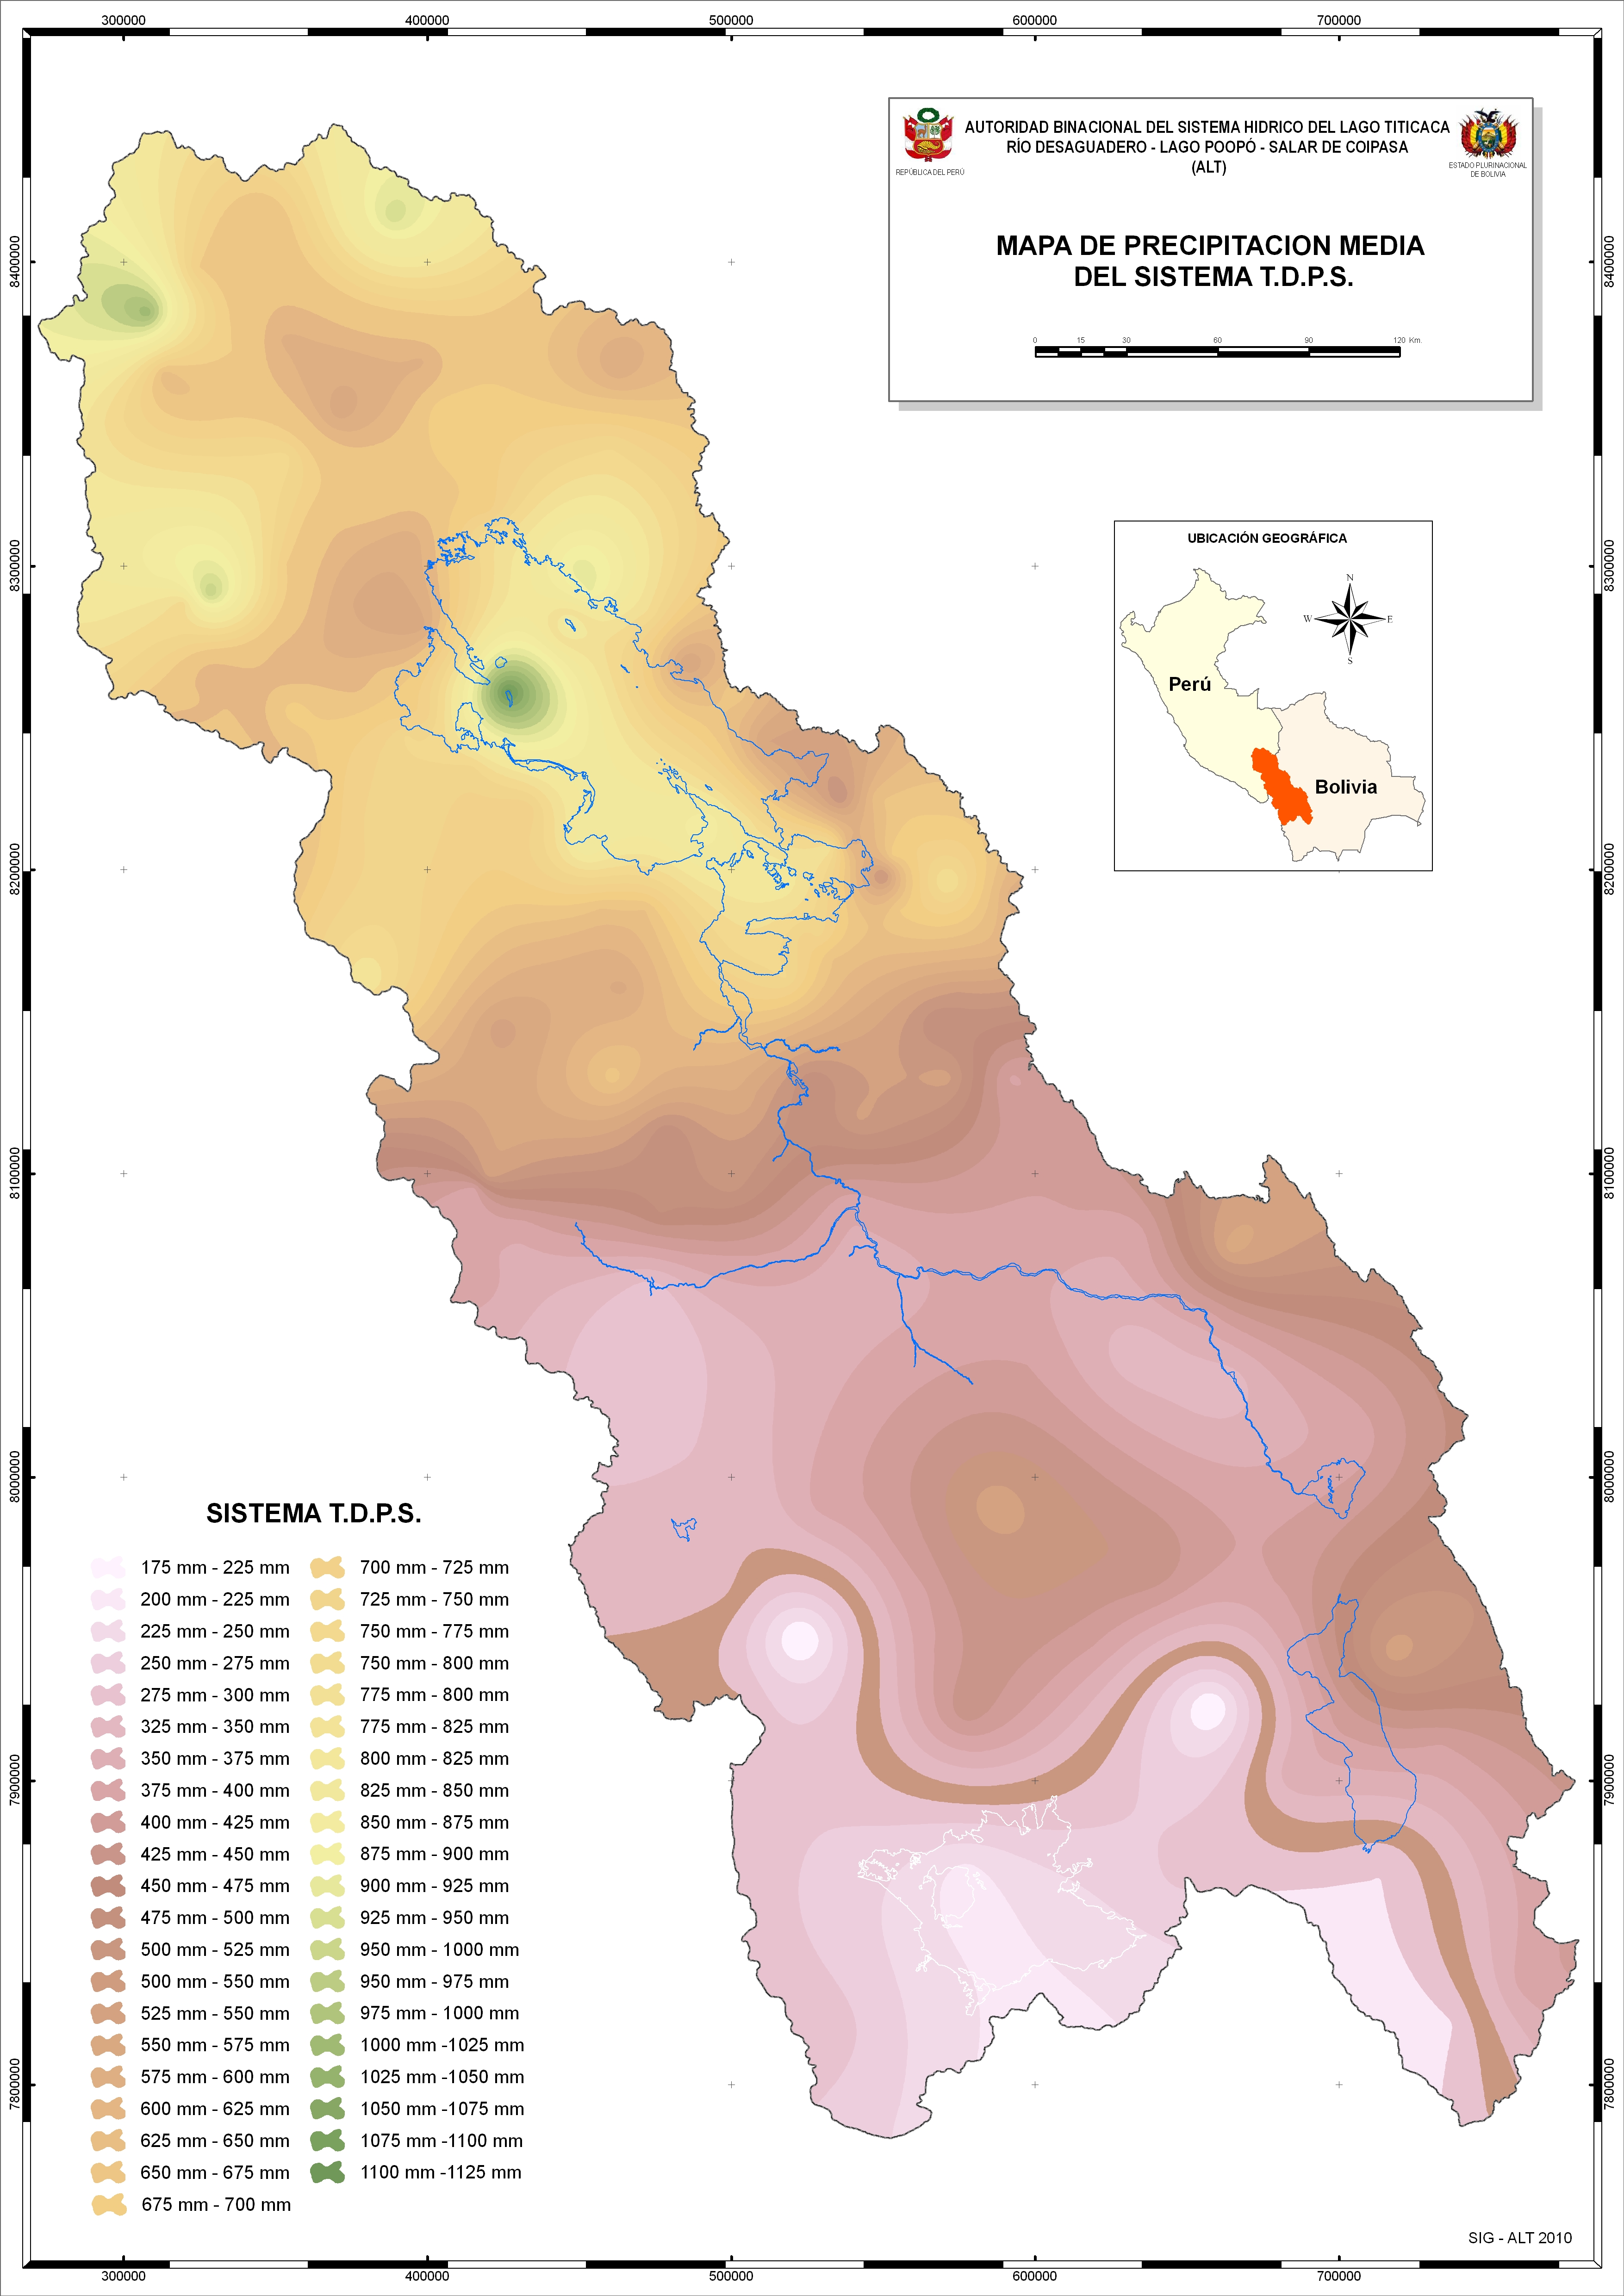 300000 400000 500000 600000 700000
AUTORIDAD BINACIONAL DEL SISTEMA HIDRICO DEL LAGO TITICACA
RÍO DESAGUADERO - LAGO POOPÓ - SALAR DE COIPASA
(ALT)
REPÚBLICA DEL PERÚ
ESTADO PLURINACIONAL
DE BOLIVIA
MAPA DE PRECIPITACION MEDIA
DEL SISTEMA T.D.P.S.
0 15 30 60 90 120 Km.
8400000 8400000
8300000 8300000
8200000 8200000
8100000 8100000
8000000 8000000
7900000 7900000
7800000 7800000
UBICACIÓN GEOGRÁFICA
N
W E
S
Perú
Bolivia
SISTEMA T.D.P.S.
175 mm - 225 mm
200 mm - 225 mm
225 mm - 250 mm
250 mm - 275 mm
275 mm - 300 mm
325 mm - 350 mm
350 mm - 375 mm
375 mm - 400 mm
400 mm - 425 mm
425 mm - 450 mm
450 mm - 475 mm
475 mm - 500 mm
500 mm - 525 mm
500 mm - 550 mm
525 mm - 550 mm
550 mm - 575 mm
575 mm - 600 mm
600 mm - 625 mm
625 mm - 650 mm
650 mm - 675 mm
675 mm - 700 mm
700 mm - 725 mm
725 mm - 750 mm
750 mm - 775 mm
750 mm - 800 mm
775 mm - 800 mm
775 mm - 825 mm
800 mm - 825 mm
825 mm - 850 mm
850 mm - 875 mm
875 mm - 900 mm
900 mm - 925 mm
925 mm - 950 mm
950 mm - 1000 mm
950 mm - 975 mm
975 mm - 1000 mm
1000 mm -1025 mm
1025 mm -1050 mm
1050 mm -1075 mm
1075 mm -1100 mm
1100 mm -1125 mm
SIG - ALT 2010
300000 400000 500000 600000 700000